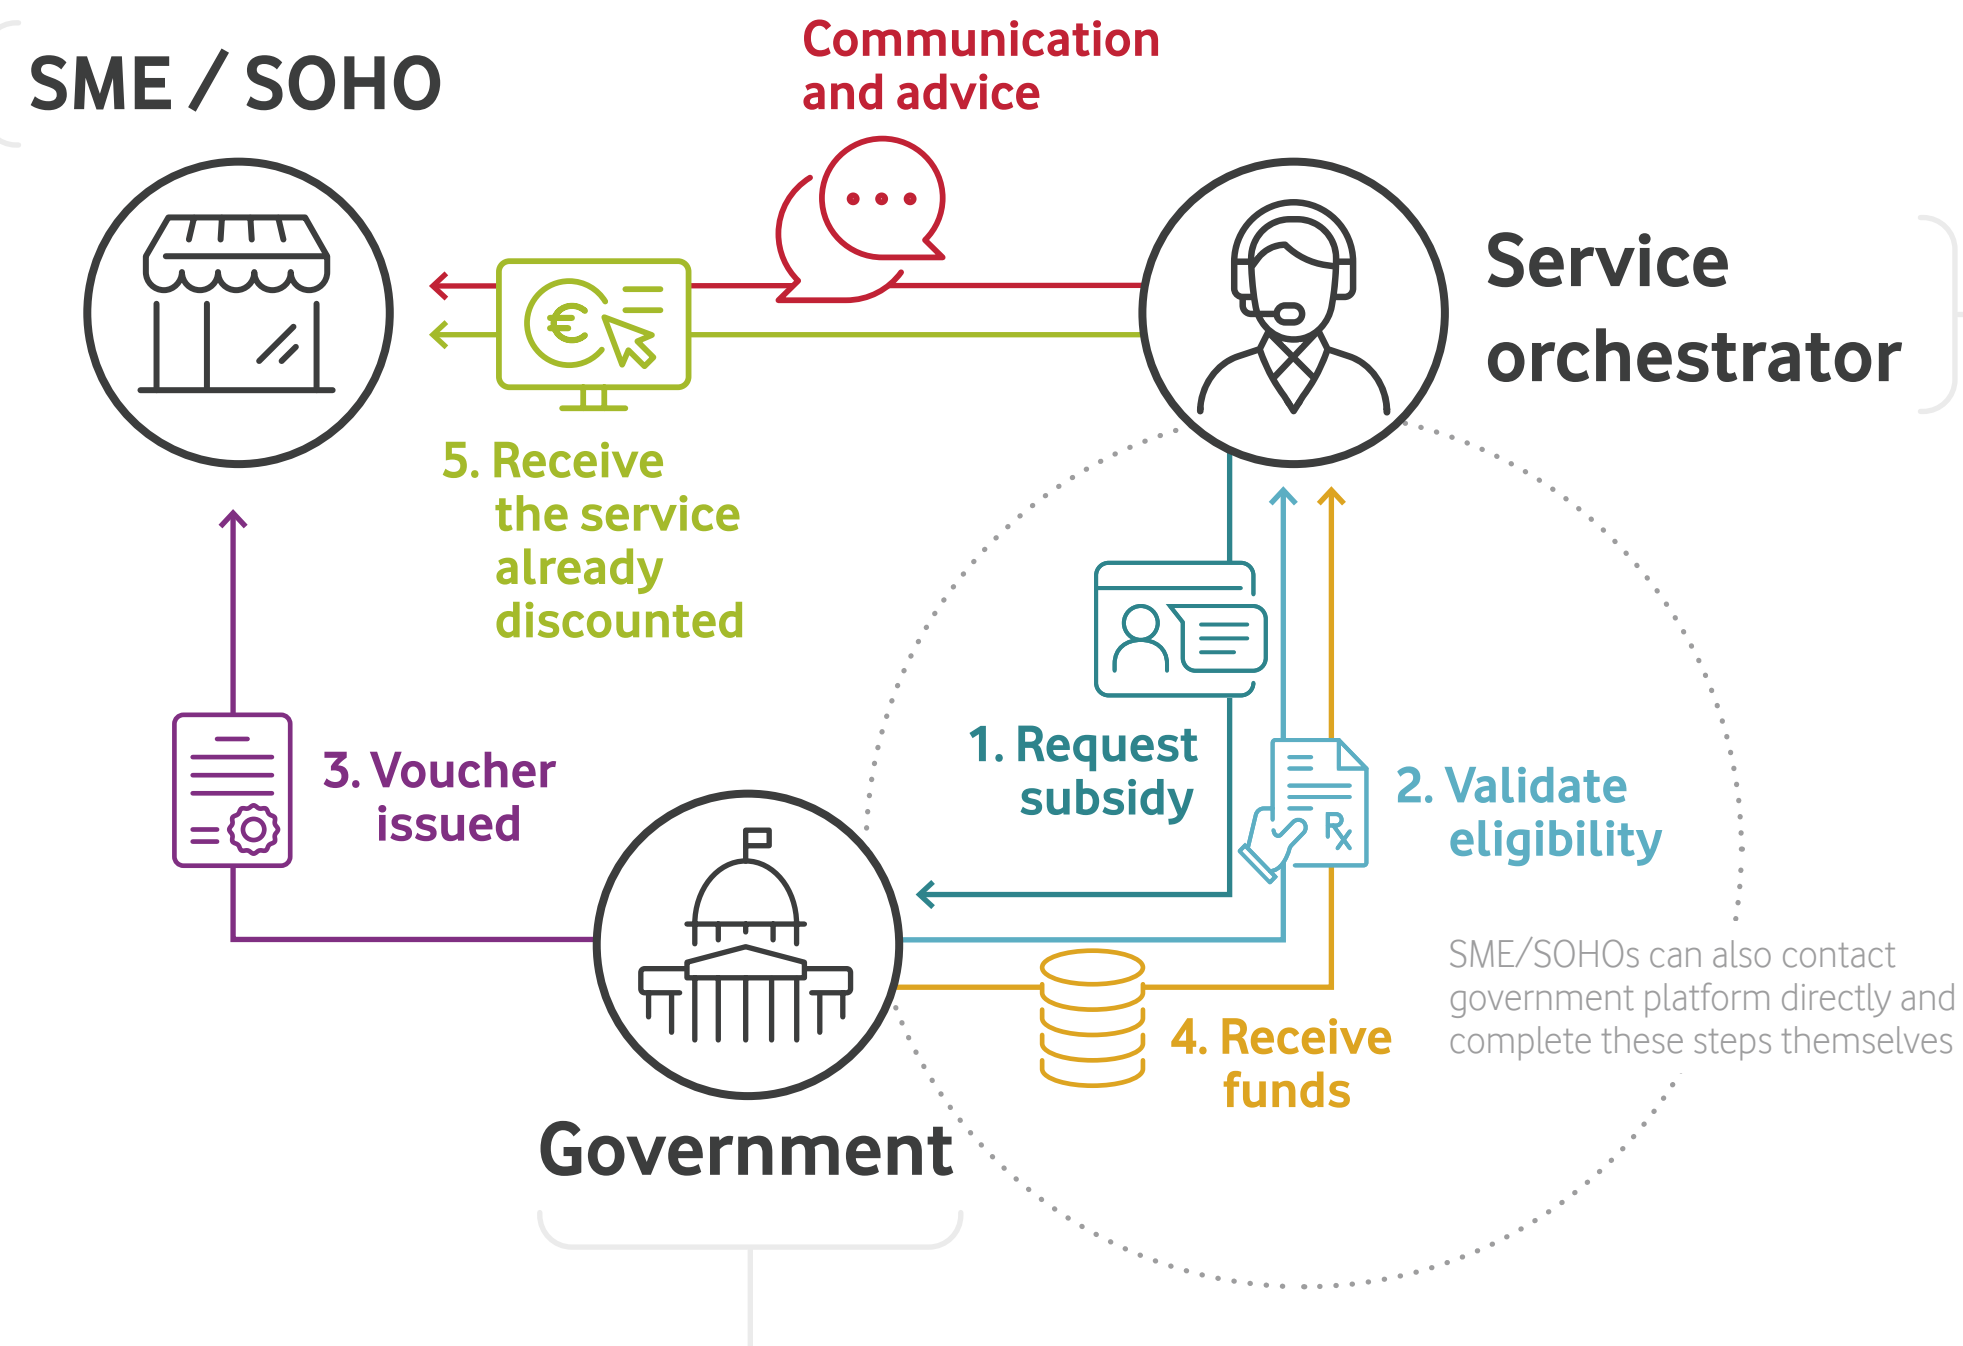 Communication
and advice
SME / SOHO
Service
orchestrator
5. Receive
the service
already
discounted
1. Request
subsidy
2. Validate
eligibility
3. Voucher
issued
SME/SOHOs can also contact
government platform directly and
complete these steps themselves
4. Receive
funds
Government